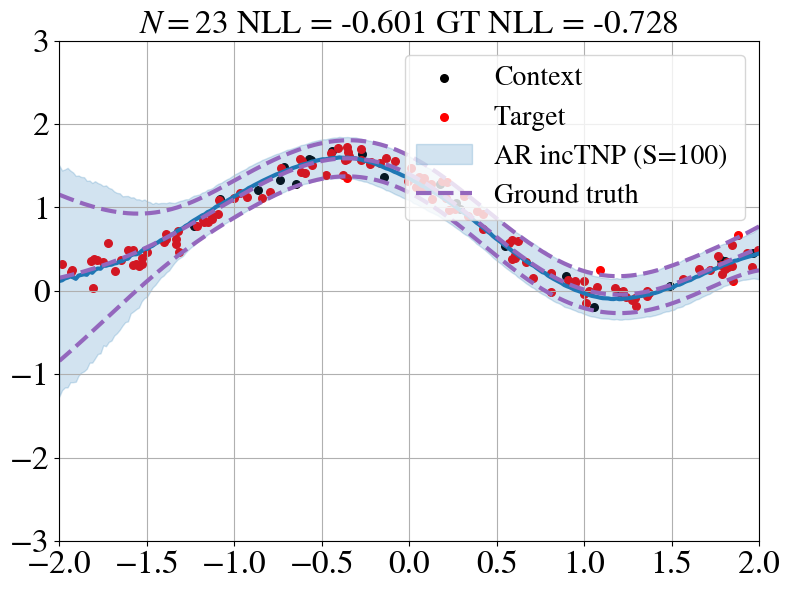 N = 23 NLL = -0.601 GT NLL = -0.728
3
2
1
0
−1
−2
−3
Context
Target
AR incTNP (S=100)
Ground truth
−2.0 −1.5 −1.0 −0.5 0.0 0.5 1.0 1.5 2.0